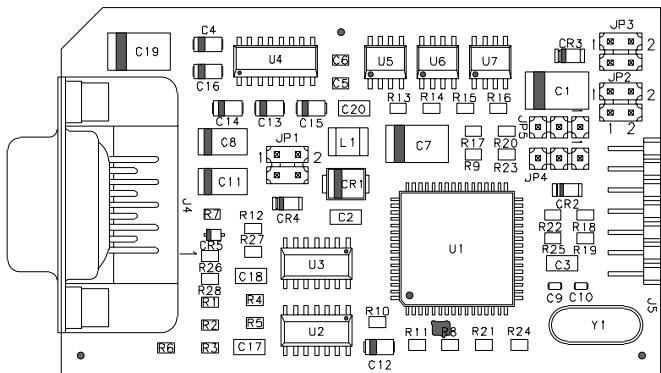 C4
C19
C16
U4
C6
C5
U5
U6
U7
CR3
JP3
1
2
JP2
1
2
1 2
C1
R13
R14
R15
R16
C14
C13
C15
C20
JP5
1
C8
JP1
1
2
L1
C7
R17
R20
R9
R23
JP4
1
C11
CR1
CR4
C2
CR2
J4
1
R7
R12
CR5
R27
R26
R28
C18
U3
U1
R22
R18
R25
R19
C3
C9
C10
J5
R1
R4
R2
R5
U2
R10
Y1
R6
R3
C17
C12
R11
R8
R21
R24